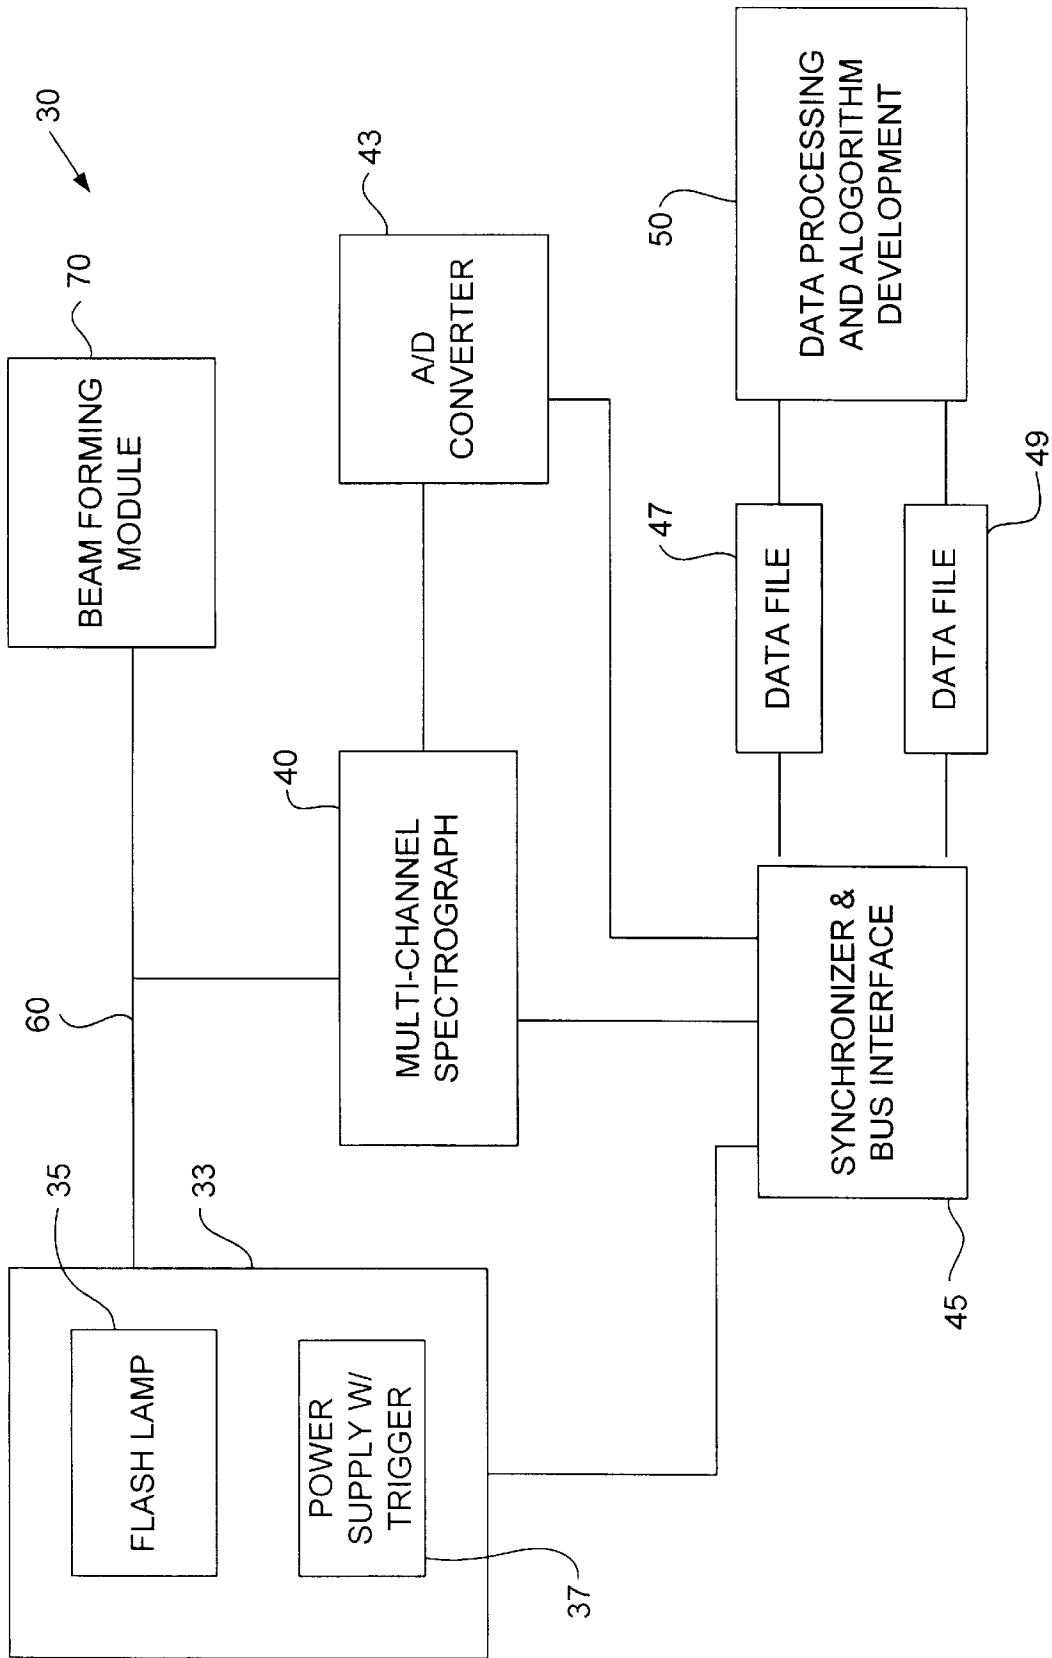 30
70
BEAM FORMING
MODULE
60
35
33
FLASH LAMP
POWER
SUPPLY W/
TRIGGER
37
40
MULTI-CHANNEL
SPECTROGRAPH
43
A/D
CONVERTER
SYNCHRONIZER &
BUS INTERFACE
45
47
DATA FILE
DATA FILE
49
50
DATA PROCESSING
AND ALOGORITHM
DEVELOPMENT